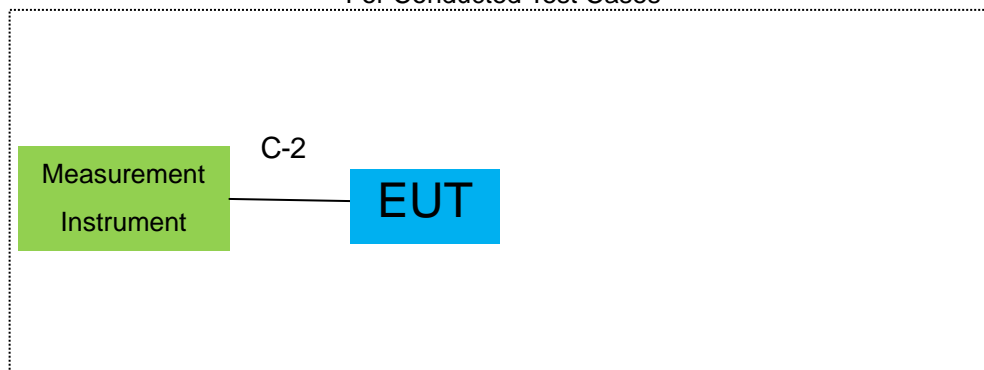 For Conducted Test Cases
C-2
Measurement
Instrument
EUT